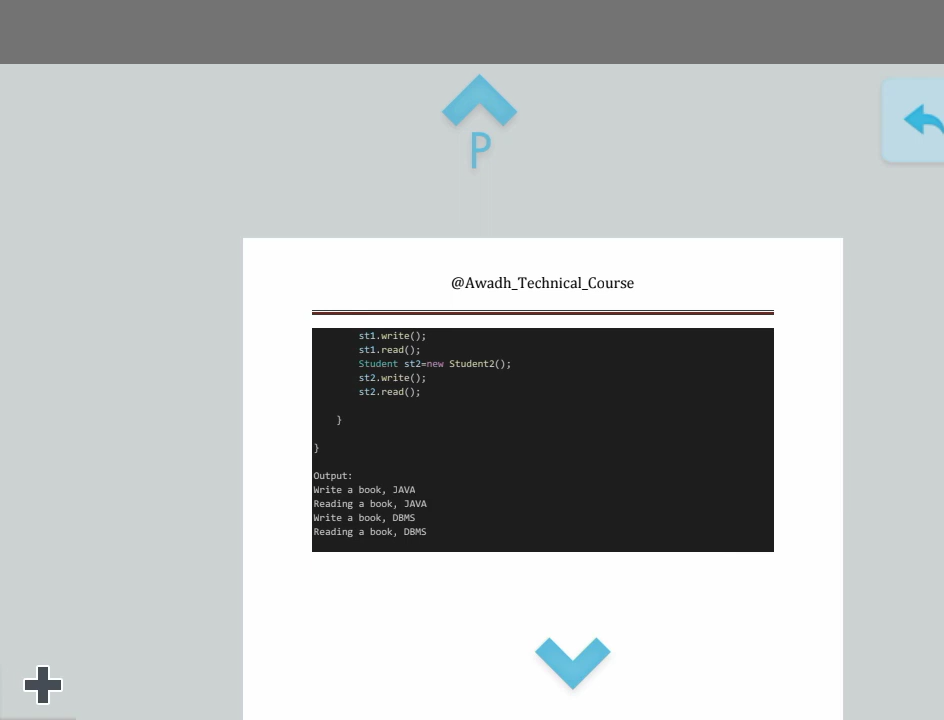 P
@Awadh_Technical_Course
st1.write();
st1.read();
Student st2=new Student2();
st2.write();
st2.read();
}
}
Output:
Write a book, JAVA
Reading a book, JAVA
Write a book, DBMS
Reading a book, DBMS